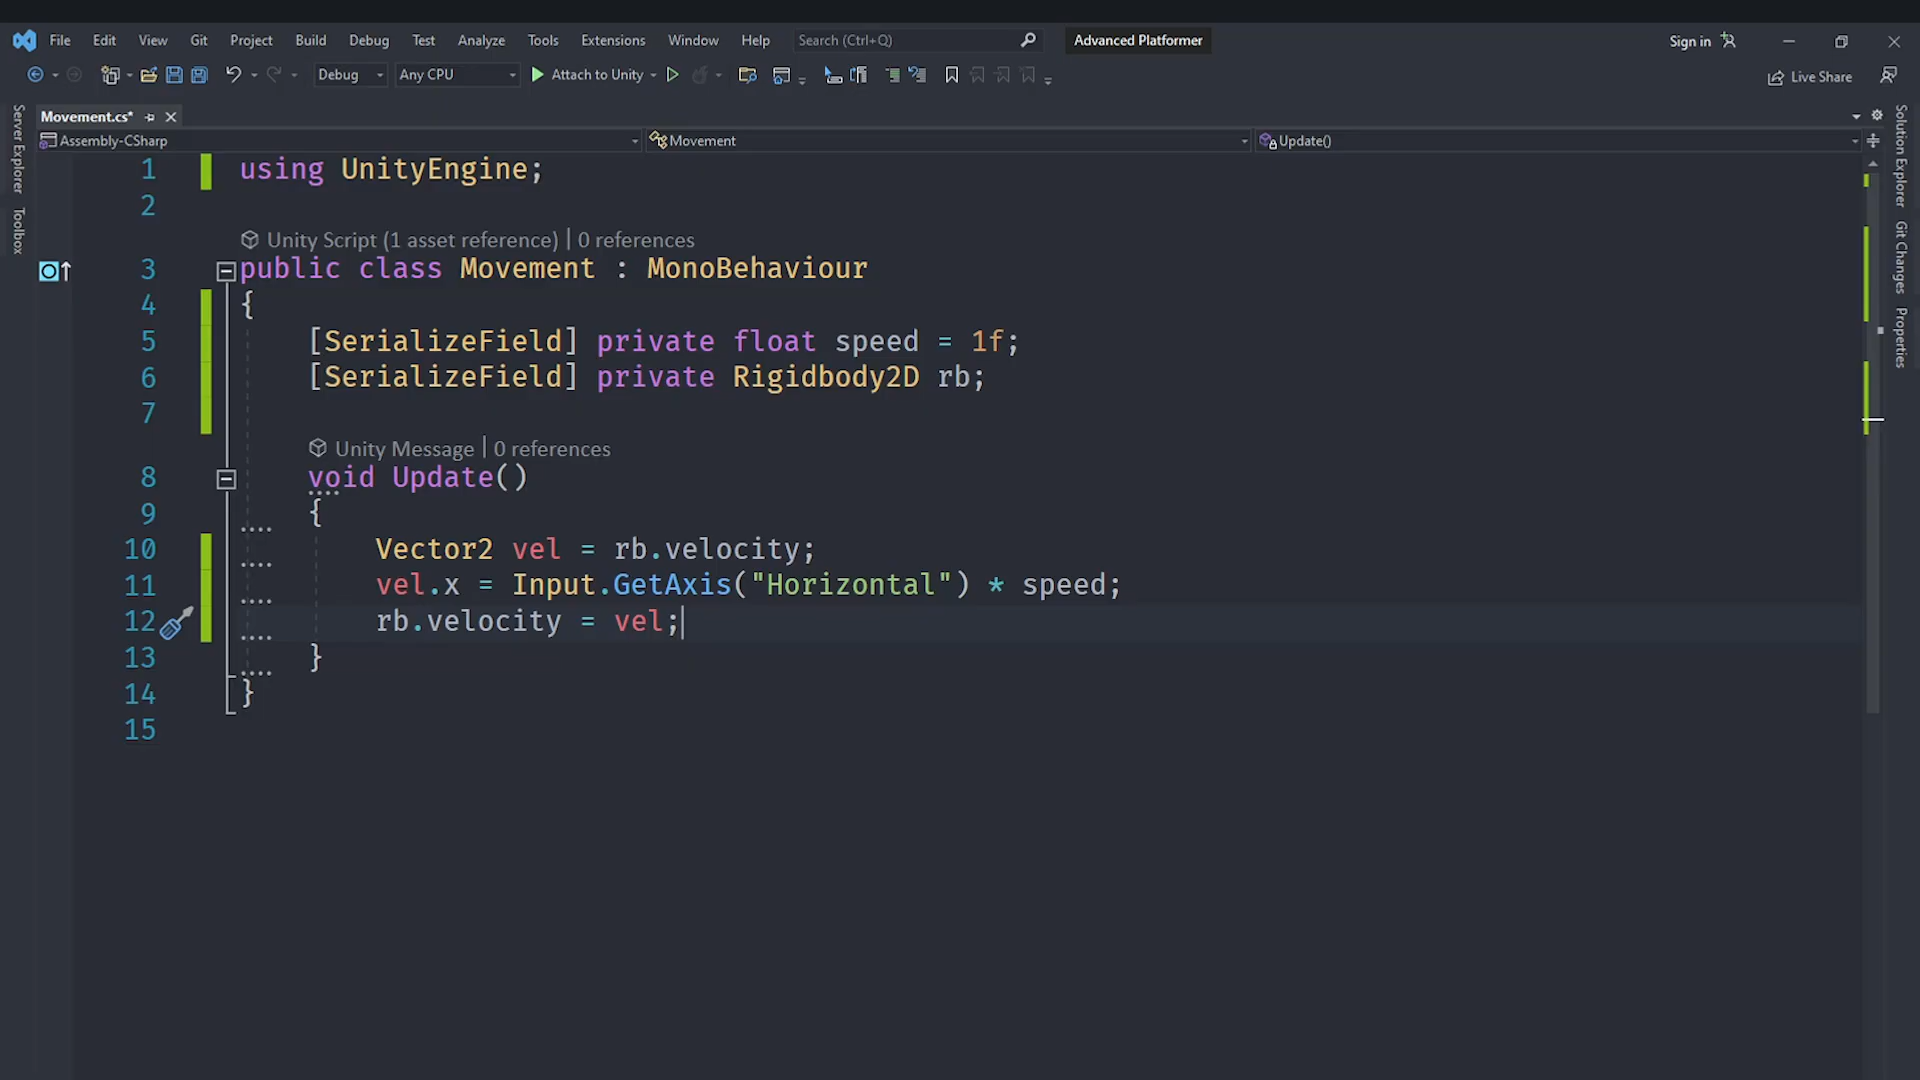 File Edit View Git Project Build Debug Test Analyze Tools Extensions Window Help Search (Ctrl+Q) Advanced Platformer Sign in
Debug Any CPU Attach to Unity Live Share
Server Explorer
Toolbox
Movement.cs*
Assembly-CSharp Movement Update()
1 using UnityEngine;
2
Unity Script (1 asset reference) | 0 references
3 public class Movement : MonoBehaviour
4 {
5 [SerializeField] private float speed = 1f;
6 [SerializeField] private Rigidbody2D rb;
7
Unity Message | 0 references
8 void Update()
9 {
10 Vector2 vel = rb.velocity;
11 vel.x = Input.GetAxis("Horizontal") * speed;
12 rb.velocity = vel;
13 }
14 }
15
Solution Explorer
Git Changes
Properties